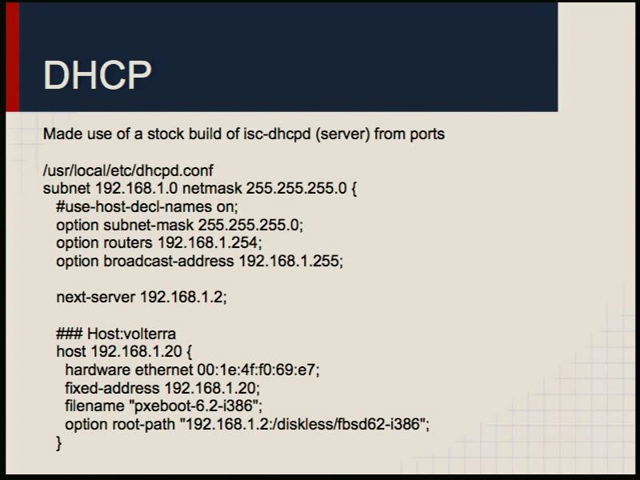 DHCP
Made use of a stock build of isc-dhcpd (server) from ports
/usr/local/etc/dhcpd.conf
subnet 192.168.1.0 netmask 255.255.255.0 {
#use-host-decl-names on;
option subnet-mask 255.255.255.0;
option routers 192.168.1.254;
option broadcast-address 192.168.1.255;
next-server 192.168.1.2;
### Host:volterra
host 192.168.1.20 {
hardware ethernet 00:1e:4f:f0:69:e7;
fixed-address 192.168.1.20;
filename "pxeboot-6.2-i386";
option root-path "192.168.1.2:/diskless/fbsd62-i386";
}